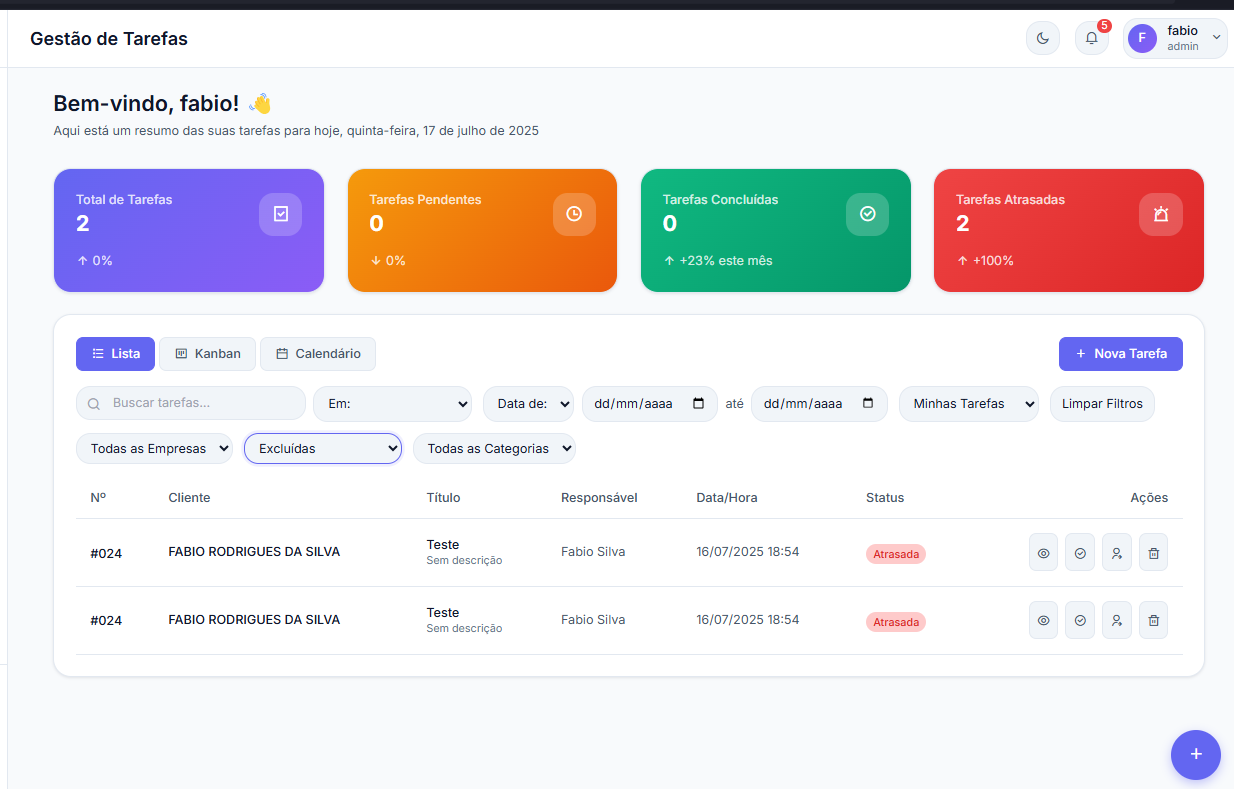 Gestão de Tarefas
5
F
fabio
admin
Bem-vindo, fabio! 👋
Aqui está um resumo das suas tarefas para hoje, quinta-feira, 17 de julho de 2025
Total de Tarefas
2
↑ 0%
Tarefas Pendentes
0
↓ 0%
Tarefas Concluídas
0
↑ +23% este mês
Tarefas Atrasadas
2
↑ +100%
Lista
Kanban
Calendário
+ Nova Tarefa
Buscar tarefas...
Em:
Data de:
dd/mm/aaaa
até
dd/mm/aaaa
Minhas Tarefas
Limpar Filtros
Todas as Empresas
Excluídas
Todas as Categorias
Nº Cliente Título Responsável Data/Hora Status Ações
#024 FABIO RODRIGUES DA SILVA Teste Fabio Silva 16/07/2025 18:54 Atrasada
Sem descrição
#024 FABIO RODRIGUES DA SILVA Teste Fabio Silva 16/07/2025 18:54 Atrasada
Sem descrição
+